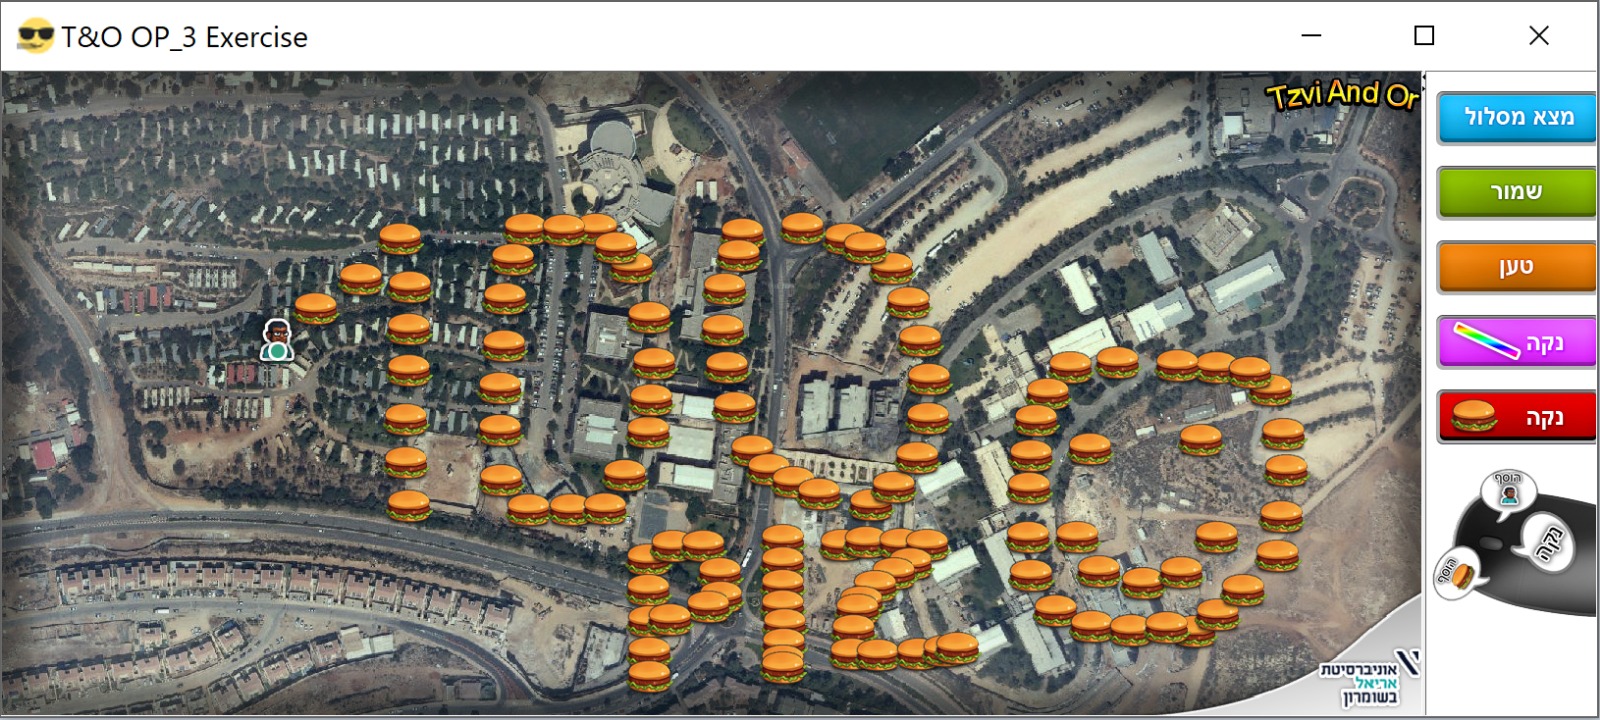 T&O OP_3 Exercise
Tzvi And Or
מצא מסלול
שמור
טען
נקה
נקה
הוסף
נקה
הוסף
אוניברסיטת
אריאל
בשומרון